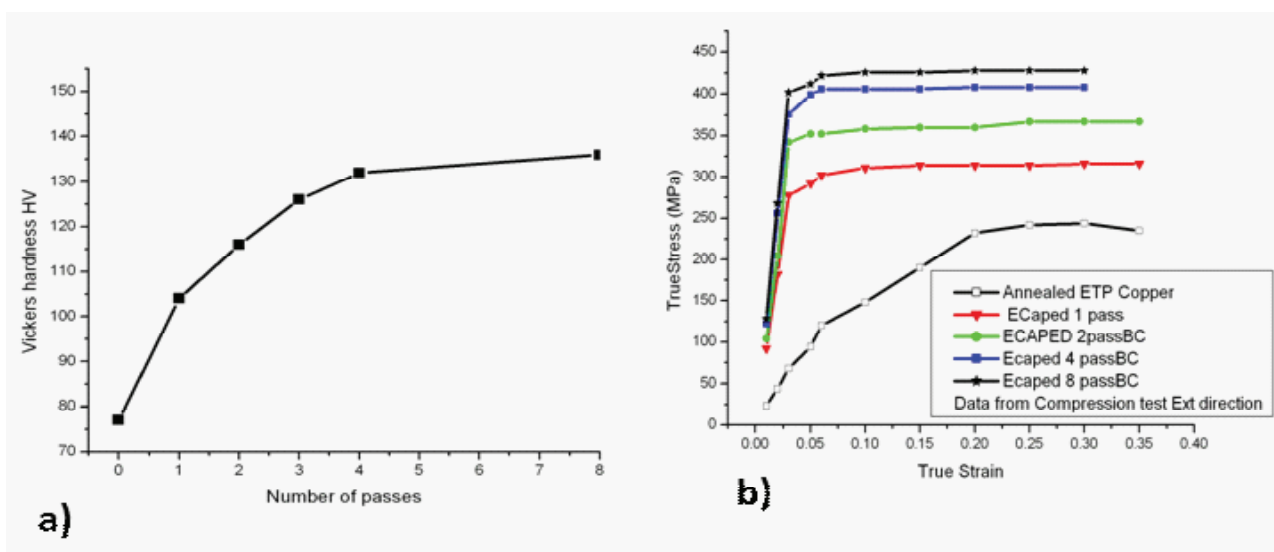 Vickers hardness HV
150
140
130
120
110
100
90
80
70
0 1 2 3 4 5 6 7 8
Number of passes
a)
TrueStress (MPa)
450
400
350
300
250
200
150
100
50
0
0.00 0.05 0.10 0.15 0.20 0.25 0.30 0.35 0.40
True Strain
Annealed ETP Copper
ECaped 1 pass
ECAPED 2passBC
Ecaped 4 passBC
Ecaped 8 passBC
Data from Compression test Ext direction
b)